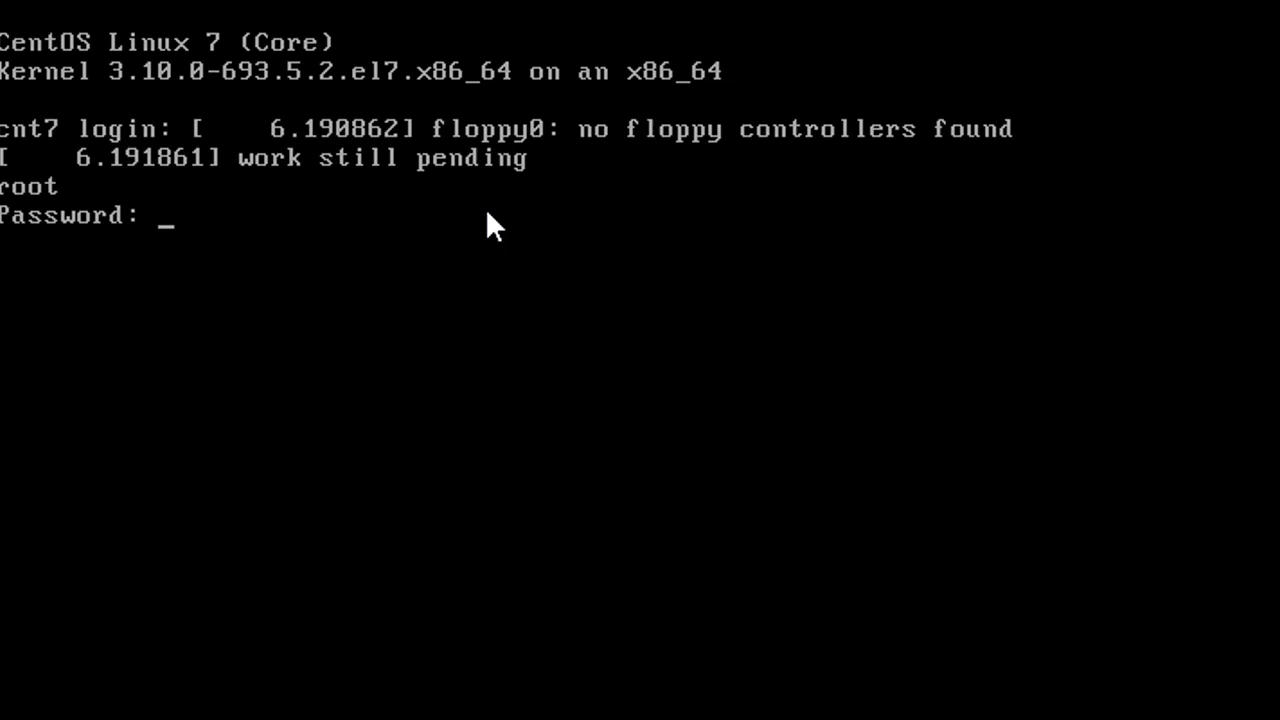 CentOS Linux 7 (Core)
Kernel 3.10.0-693.5.2.el7.x86_64 on an x86_64
cnt7 login: [    6.190862] floppy0: no floppy controllers found
[    6.191861] work still pending
root
Password: _